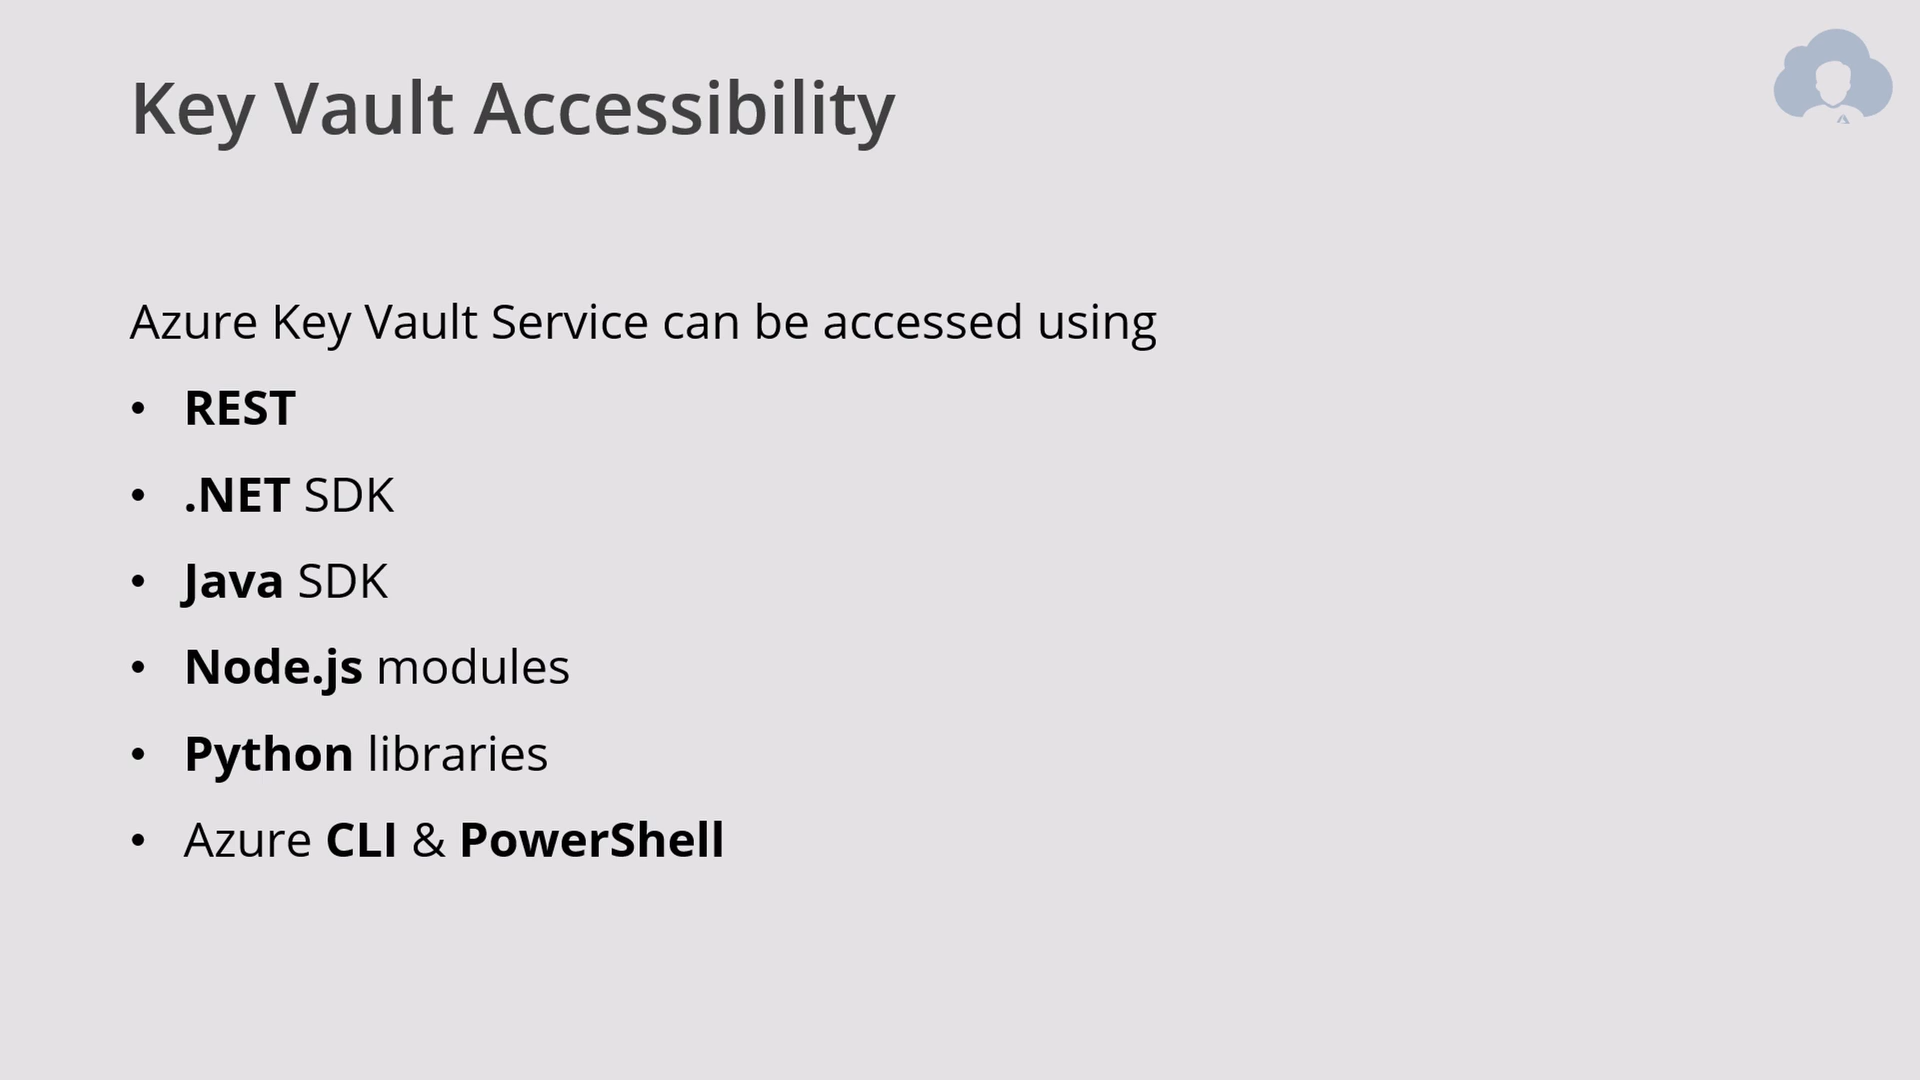 Key Vault Accessibility
Azure Key Vault Service can be accessed using
• REST
• .NET SDK
• Java SDK
• Node.js modules
• Python libraries
• Azure CLI & PowerShell